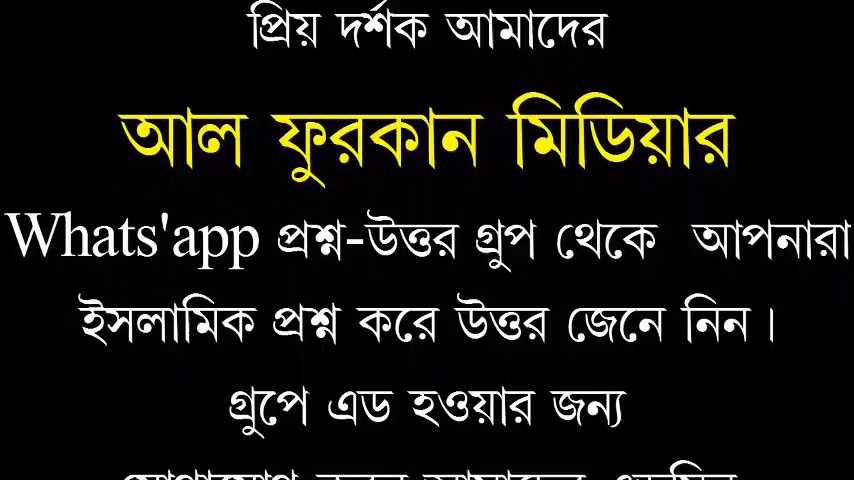 প্রিয় দর্শক আমাদের
আল ফুরকান মিডিয়ার
Whats'app প্রশ্ন-উত্তর গ্রুপ থেকে আপনারা
ইসলামিক প্রশ্ন করে উত্তর জেনে নিন।
গ্রুপে এড হওয়ার জন্য